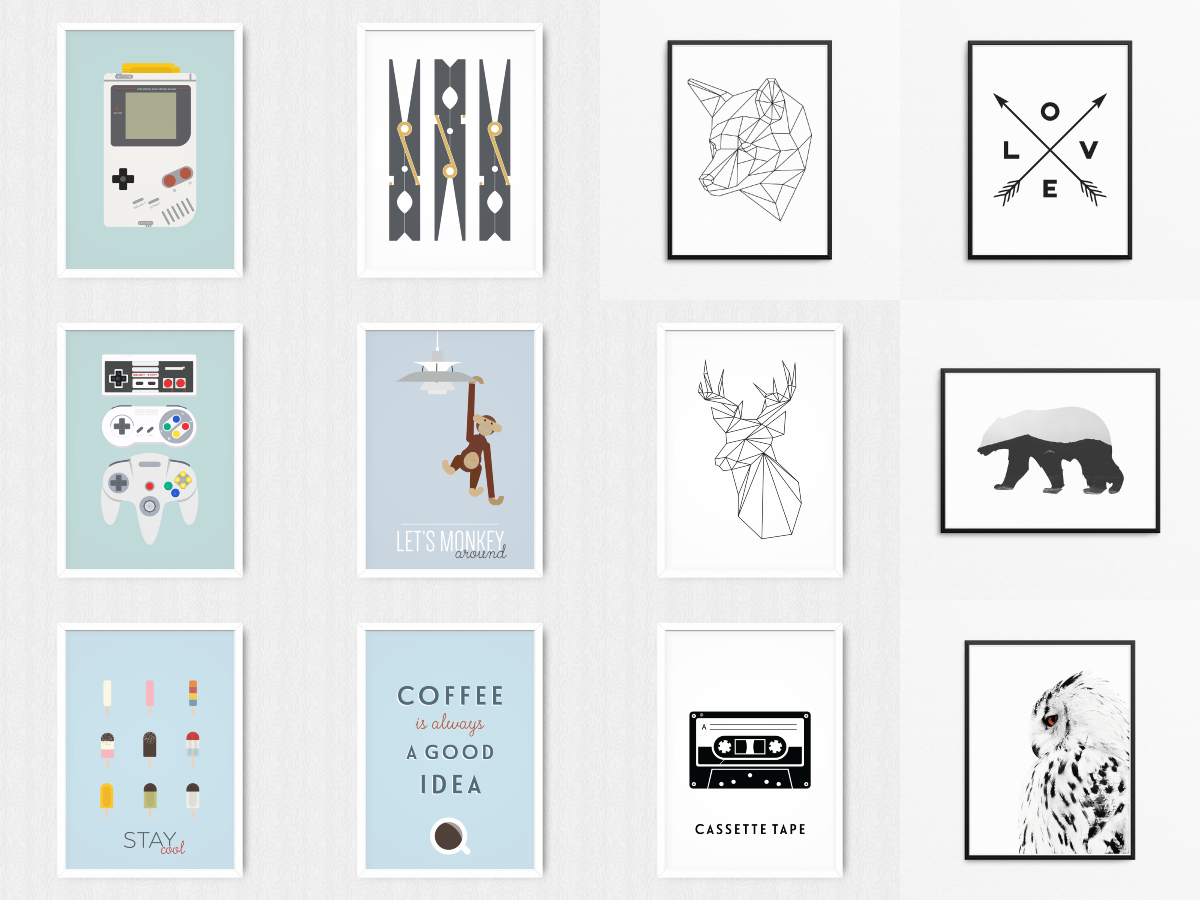 O
L V
E
LET'S MONKEY
around
STAY
cool
COFFEE
is always
A GOOD
IDEA
A
CASSETTE TAPE